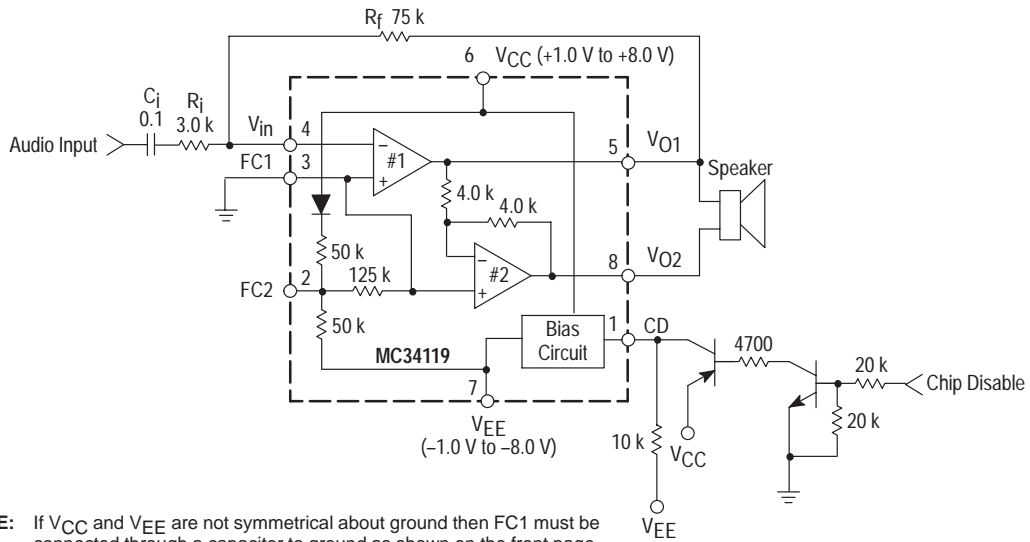 Rf 75 k
6 VCC (+1.0 V to +8.0 V)
Ci
0.1
Ri
3.0 k
Audio Input
Vin
4
–
#1
+
5
VO1
Speaker
FC1
3
4.0 k
4.0 k
50 k
–
#2
+
8
VO2
FC2
2
125 k
50 k
MC34119
Bias
Circuit
1
CD
4700
20 k
Chip Disable
20 k
7
VEE
(–1.0 V to –8.0 V)
10 k
VCC
VEE
E: If VCC and VEE are not symmetrical about ground then FC1 must be
connected through a capacitor to ground as shown on the front page